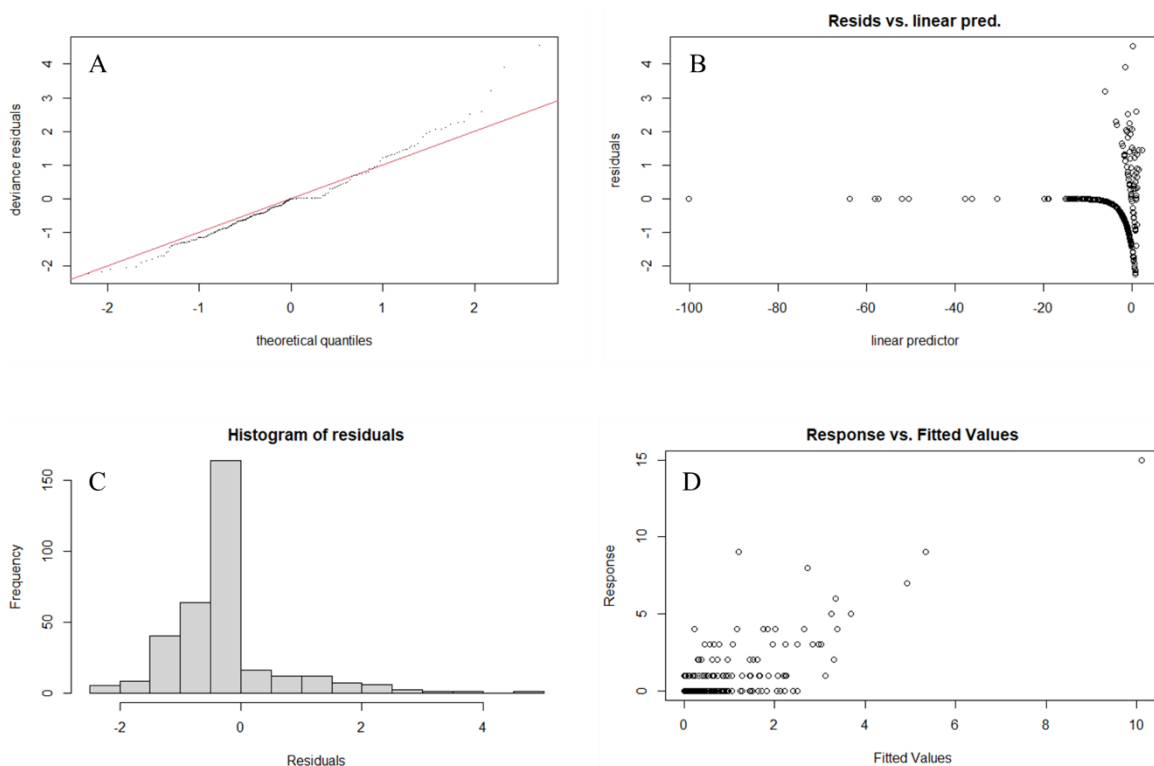 A
deviance residuals
4
3
2
1
0
-1
-2
-2 -1 0 1 2
theoretical quantiles
Resids vs. linear pred.
B
residuals
4
3
2
1
0
-1
-2
-100 -80 -60 -40 -20 0
linear predictor
Histogram of residuals
C
Frequency
150
100
50
0
-2 0 2 4
Residuals
Response vs. Fitted Values
D
Response
15
10
5
0
0 2 4 6 8 10
Fitted Values